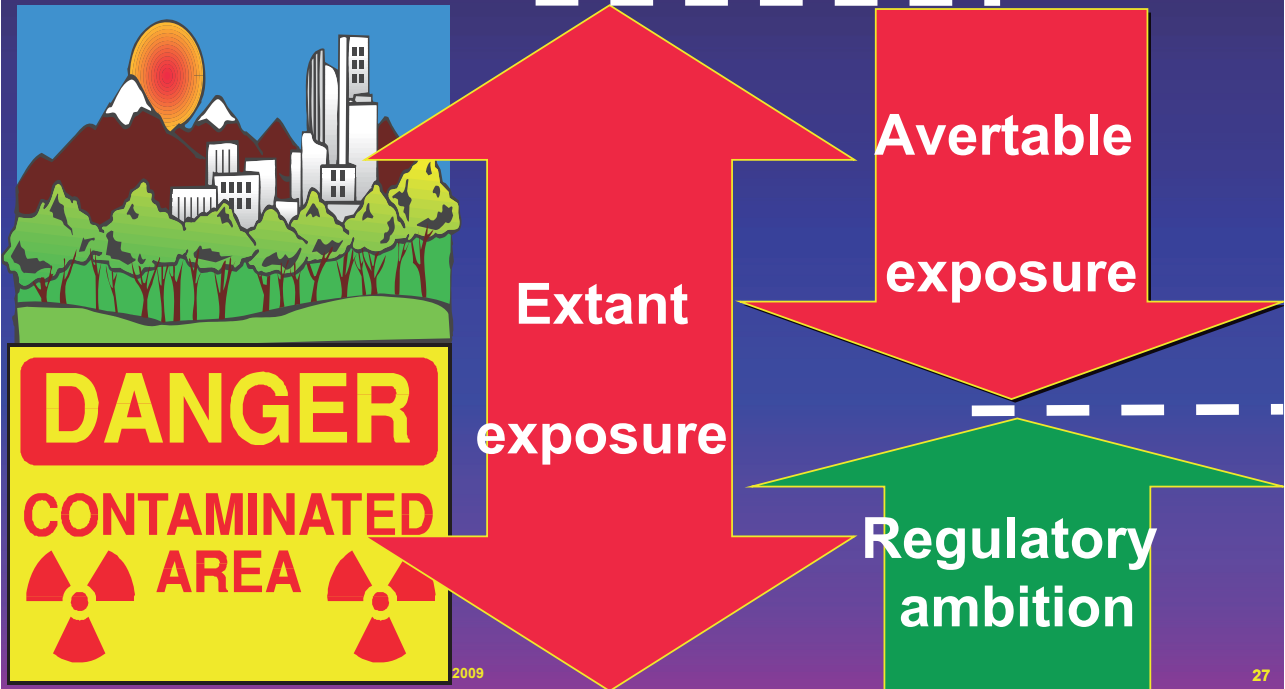 DANGER
CONTAMINATED
AREA
Extant
exposure
Avertable
exposure
Regulatory
ambition
2009
27